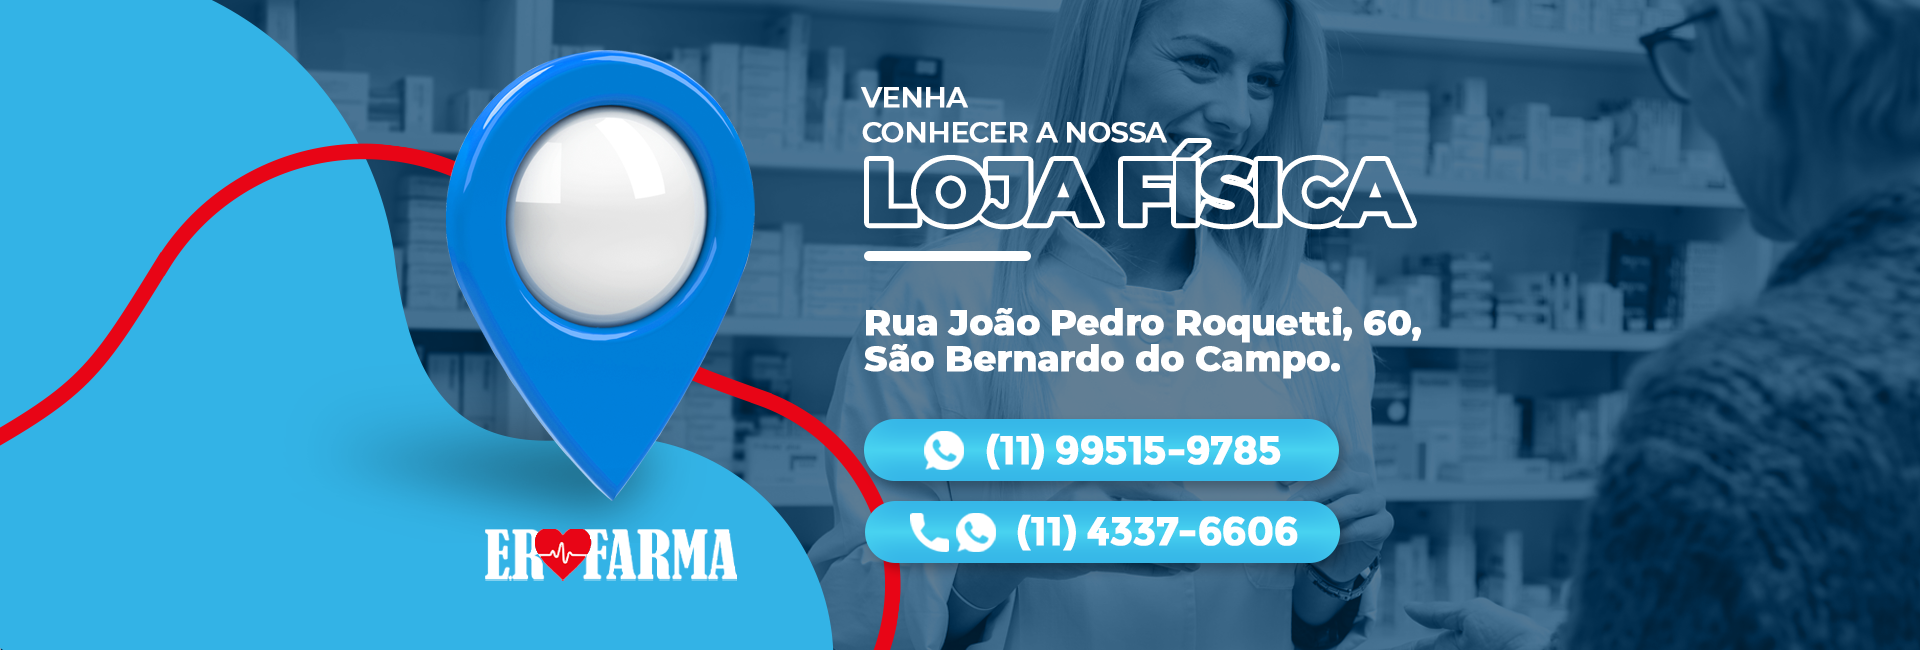 VENHA
CONHECER A NOSSA
LOJA FÍSICA
Rua João Pedro Roquetti, 60,
São Bernardo do Campo.
(11) 99515-9785
(11) 4337-6606
ER FARMA